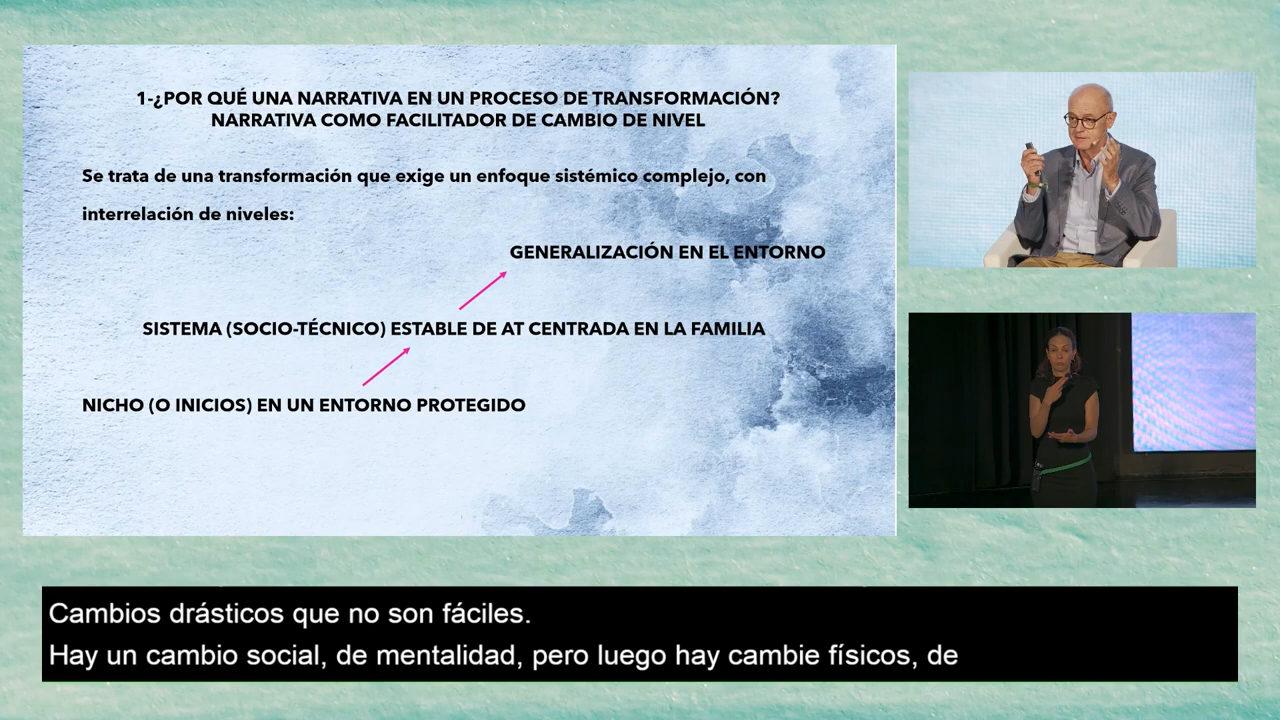 1-¿POR QUÉ UNA NARRATIVA EN UN PROCESO DE TRANSFORMACIÓN?
NARRATIVA COMO FACILITADOR DE CAMBIO DE NIVEL
Se trata de una transformación que exige un enfoque sistémico complejo, con
interrelación de niveles:
GENERALIZACIÓN EN EL ENTORNO
SISTEMA (SOCIO-TÉCNICO) ESTABLE DE AT CENTRADA EN LA FAMILIA
NICHO (O INICIOS) EN UN ENTORNO PROTEGIDO
Cambios drásticos que no son fáciles.
Hay un cambio social, de mentalidad, pero luego hay cambie físicos, de